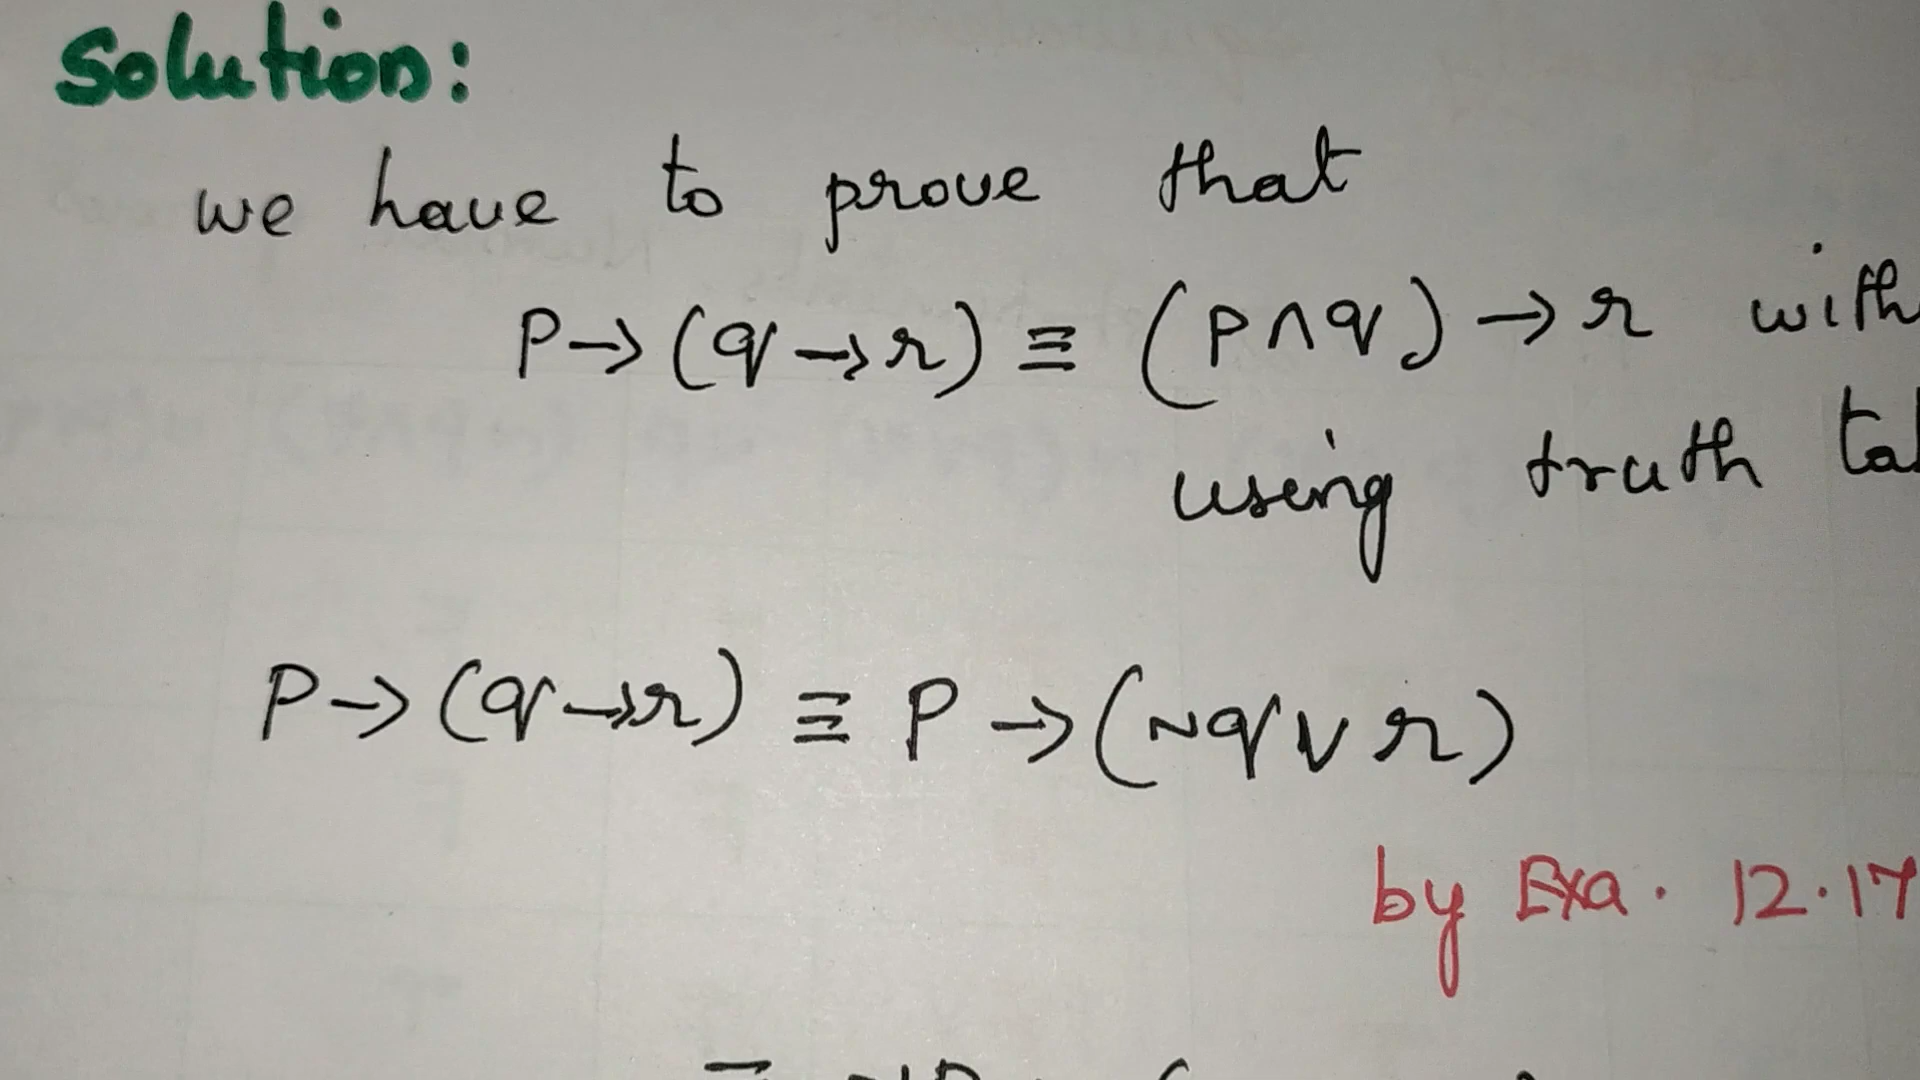 Solution:
we have to prove that
P → (q → r) ≡ (p ∧ q) → r with
using truth
P → (q → r) ≡ P → (~q ∨ r)
by Exa. 12.17